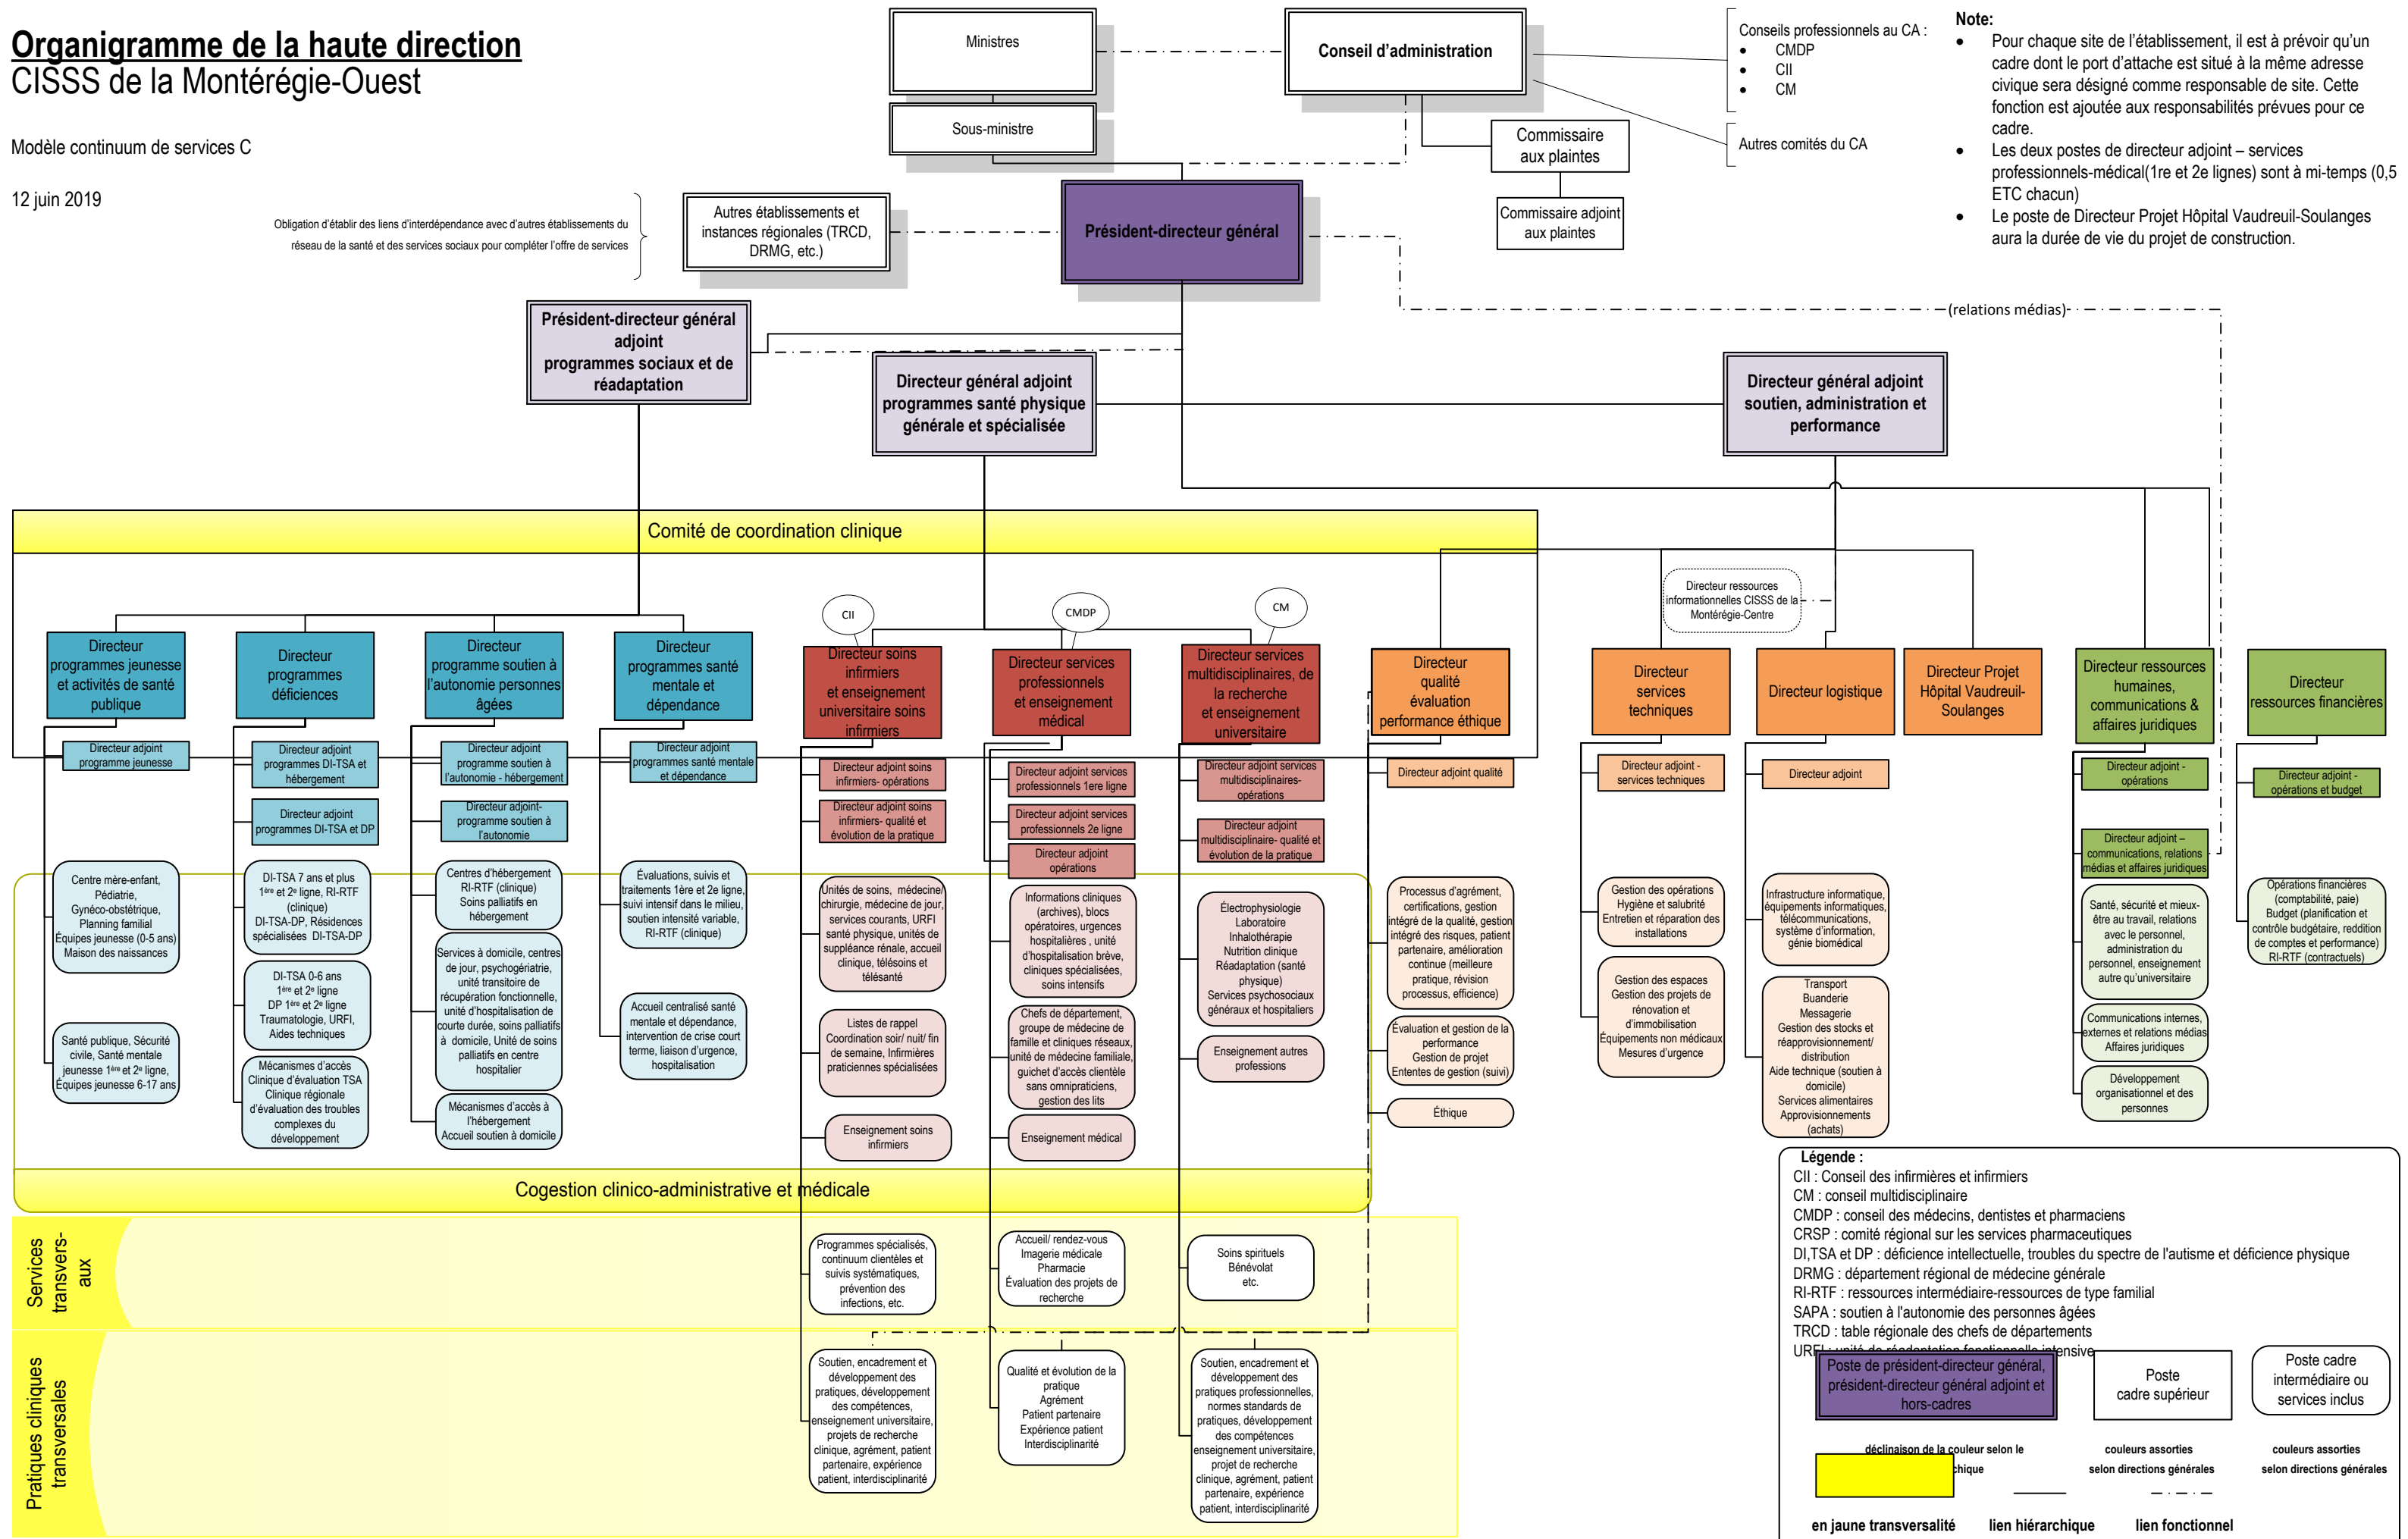 Organigramme de la haute direction
CISSS de la Montérégie-Ouest
Modèle continuum de services C
12 juin 2019
Ministres
Sous-ministre
Conseil d’administration
Conseils professionnels au CA :
• CMDP
• CII
• CM
Autres comités du CA
Commissaire
aux plaintes
Commissaire adjoint
aux plaintes
Note:
• Pour chaque site de l’établissement, il est à prévoir qu’un
cadre dont le port d’attache est situé à la même adresse
civique sera désigné comme responsable de site. Cette
fonction est ajoutée aux responsabilités prévues pour ce
cadre.
• Les deux postes de directeur adjoint – services
professionnels-médical(1re et 2e lignes) sont à mi-temps (0,5
ETC chacun)
• Le poste de Directeur Projet Hôpital Vaudreuil-Soulanges
aura la durée de vie du projet de construction.
Obligation d’établir des liens d’interdépendance avec d’autres établissements du
réseau de la santé et des services sociaux pour compléter l’offre de services
Autres établissements et
instances régionales (TRCD,
DRMG, etc.)
Président-directeur général
(relations médias)
Président-directeur général
adjoint
programmes sociaux et de
réadaptation
Directeur général adjoint
programmes santé physique
générale et spécialisée
Directeur général adjoint
soutien, administration et
performance
Comité de coordination clinique
CII
CMDP
CM
Directeur ressources
informationnelles CISSS de la
Montérégie-Centre
Directeur
programmes jeunesse
et activités de santé
publique
Directeur
programmes
déficiences
Directeur
programme soutien à
l’autonomie personnes
âgées
Directeur
programmes santé
mentale et
dépendance
Directeur soins
infirmiers
et enseignement
universitaire soins
infirmiers
Directeur services
professionnels
et enseignement
médical
Directeur services
multidisciplinaires, de
la recherche
et enseignement
universitaire
Directeur
qualité
évaluation
performance éthique
Directeur
services
techniques
Directeur logistique
Directeur Projet
Hôpital Vaudreuil-
Soulanges
Directeur ressources
humaines,
communications &
affaires juridiques
Directeur
ressources financières
Directeur adjoint
programme jeunesse
Centre mère-enfant,
Pédiatrie,
Gynéco-obstétrique,
Planning familial
Équipes jeunesse (0-5 ans)
Maison des naissances
Santé publique, Sécurité
civile, Santé mentale
jeunesse 1ère et 2e ligne,
Équipes jeunesse 6-17 ans
Directeur adjoint
programmes DI-TSA et
hébergement
Directeur adjoint
programmes DI-TSA et DP
DI-TSA 7 ans et plus
1ère et 2e ligne, RI-RTF
(clinique)
DI-TSA-DP, Résidences
spécialisées DI-TSA-DP
DI-TSA 0-6 ans
1ère et 2e ligne
DP 1ère et 2e ligne
Traumatologie, URFI,
Aides techniques
Mécanismes d’accès
Clinique d’évaluation TSA
Clinique régionale
d’évaluation des troubles
complexes du
développement
Directeur adjoint
programme soutien à
l’autonomie - hébergement
Directeur adjoint-
programme soutien à
l’autonomie
Centres d’hébergement
RI-RTF (clinique)
Soins palliatifs en
hébergement
Services à domicile, centres
de jour, psychogériatrie,
unité transitoire de
récupération fonctionnelle,
unité d’hospitalisation de
courte durée, soins palliatifs
à domicile, Unité de soins
palliatifs en centre
hospitalier
Mécanismes d’accès à
l’hébergement
Accueil soutien à domicile
Directeur adjoint
programmes santé mentale
et dépendance
Évaluations, suivis et
traitements 1ère et 2e ligne,
suivi intensif dans le milieu,
soutien intensité variable,
RI-RTF (clinique)
Accueil centralisé santé
mentale et dépendance,
intervention de crise court
terme, liaison d’urgence,
hospitalisation
Directeur adjoint soins
infirmiers- opérations
Directeur adjoint soins
infirmiers- qualité et
évolution de la pratique
Unités de soins, médecine/
chirurgie, médecine de jour,
services courants, URFI
santé physique, unités de
suppléance rénale, accueil
clinique, télésoins et
télésanté
Listes de rappel
Coordination soir/ nuit/ fin
de semaine, Infirmières
praticiennes spécialisées
Enseignement soins
infirmiers
Directeur adjoint services
professionnels 1ere ligne
Directeur adjoint services
professionnels 2e ligne
Directeur adjoint
opérations
Informations cliniques
(archives), blocs
opératoires, urgences
hospitalières , unité
d’hospitalisation brève,
cliniques spécialisées,
soins intensifs
Chefs de département,
groupe de médecine de
famille et cliniques réseaux,
unité de médecine familiale,
guichet d’accès clientèle
sans omnipraticiens,
gestion des lits
Enseignement médical
Directeur adjoint services
multidisciplinaires-
opérations
Directeur adjoint
multidisciplinaire- qualité et
évolution de la pratique
Électrophysiologie
Laboratoire
Inhalothérapie
Nutrition clinique
Réadaptation (santé
physique)
Services psychosociaux
généraux et hospitaliers
Enseignement autres
professions
Directeur adjoint qualité
Processus d’agrément,
certifications, gestion
intégré de la qualité, gestion
intégré des risques, patient
partenaire, amélioration
continue (meilleure
pratique, révision
processus, efficience)
Évaluation et gestion de la
performance
Gestion de projet
Ententes de gestion (suivi)
Éthique
Directeur adjoint -
services techniques
Gestion des opérations
Hygiène et salubrité
Entretien et réparation des
installations
Gestion des espaces
Gestion des projets de
rénovation et
d’immobilisation
Équipements non médicaux
Mesures d’urgence
Directeur adjoint
Infrastructure informatique,
équipements informatiques,
télécommunications,
système d’information,
génie biomédical
Transport
Buanderie
Messagerie
Gestion des stocks et
réapprovisionnement/
distribution
Aide technique (soutien à
domicile)
Services alimentaires
Approvisionnements
(achats)
Directeur adjoint -
opérations
Directeur adjoint –
communications, relations
médias et affaires juridiques
Santé, sécurité et mieux-
être au travail, relations
avec le personnel,
administration du
personnel, enseignement
autre qu’universitaire
Communications internes,
externes et relations médias
Affaires juridiques
Développement
organisationnel et des
personnes
Directeur adjoint -
opérations et budget
Opérations financières
(comptabilité, paie)
Budget (planification et
contrôle budgétaire, reddition
de comptes et performance)
RI-RTF (contractuels)
Cogestion clinico-administrative et médicale
Services
transvers-
aux
Programmes spécialisés,
continuum clientèles et
suivis systématiques,
prévention des
infections, etc.
Accueil/ rendez-vous
Imagerie médicale
Pharmacie
Évaluation des projets de
recherche
Soins spirituels
Bénévolat
etc.
Pratiques cliniques
transversales
Soutien, encadrement et
développement des
pratiques, développement
des compétences,
enseignement universitaire,
projets de recherche
clinique, agrément, patient
partenaire, expérience
patient, interdisciplinarité
Qualité et évolution de la
pratique
Agrément
Patient partenaire
Expérience patient
Interdisciplinarité
Soutien, encadrement et
développement des
pratiques professionnelles,
normes standards de
pratiques, développement
des compétences
enseignement universitaire,
projet de recherche
clinique, agrément, patient
partenaire, expérience
patient, interdisciplinarité
Légende :
CII : Conseil des infirmières et infirmiers
CM : conseil multidisciplinaire
CMDP : conseil des médecins, dentistes et pharmaciens
CRSP : comité régional sur les services pharmaceutiques
DI,TSA et DP : déficience intellectuelle, troubles du spectre de l'autisme et déficience physique
DRMG : département régional de médecine générale
RI-RTF : ressources intermédiaire-ressources de type familial
SAPA : soutien à l'autonomie des personnes âgées
TRCD : table régionale des chefs de départements
URFI : unité de réadaptation fonctionnelle intensive
Poste de président-directeur général,
président-directeur général adjoint et
hors-cadres
Poste
cadre supérieur
Poste cadre
intermédiaire ou
services inclus
déclinaison de la couleur selon le
chique
couleurs assorties
selon directions générales
couleurs assorties
selon directions générales
en jaune transversalité
lien hiérarchique
lien fonctionnel